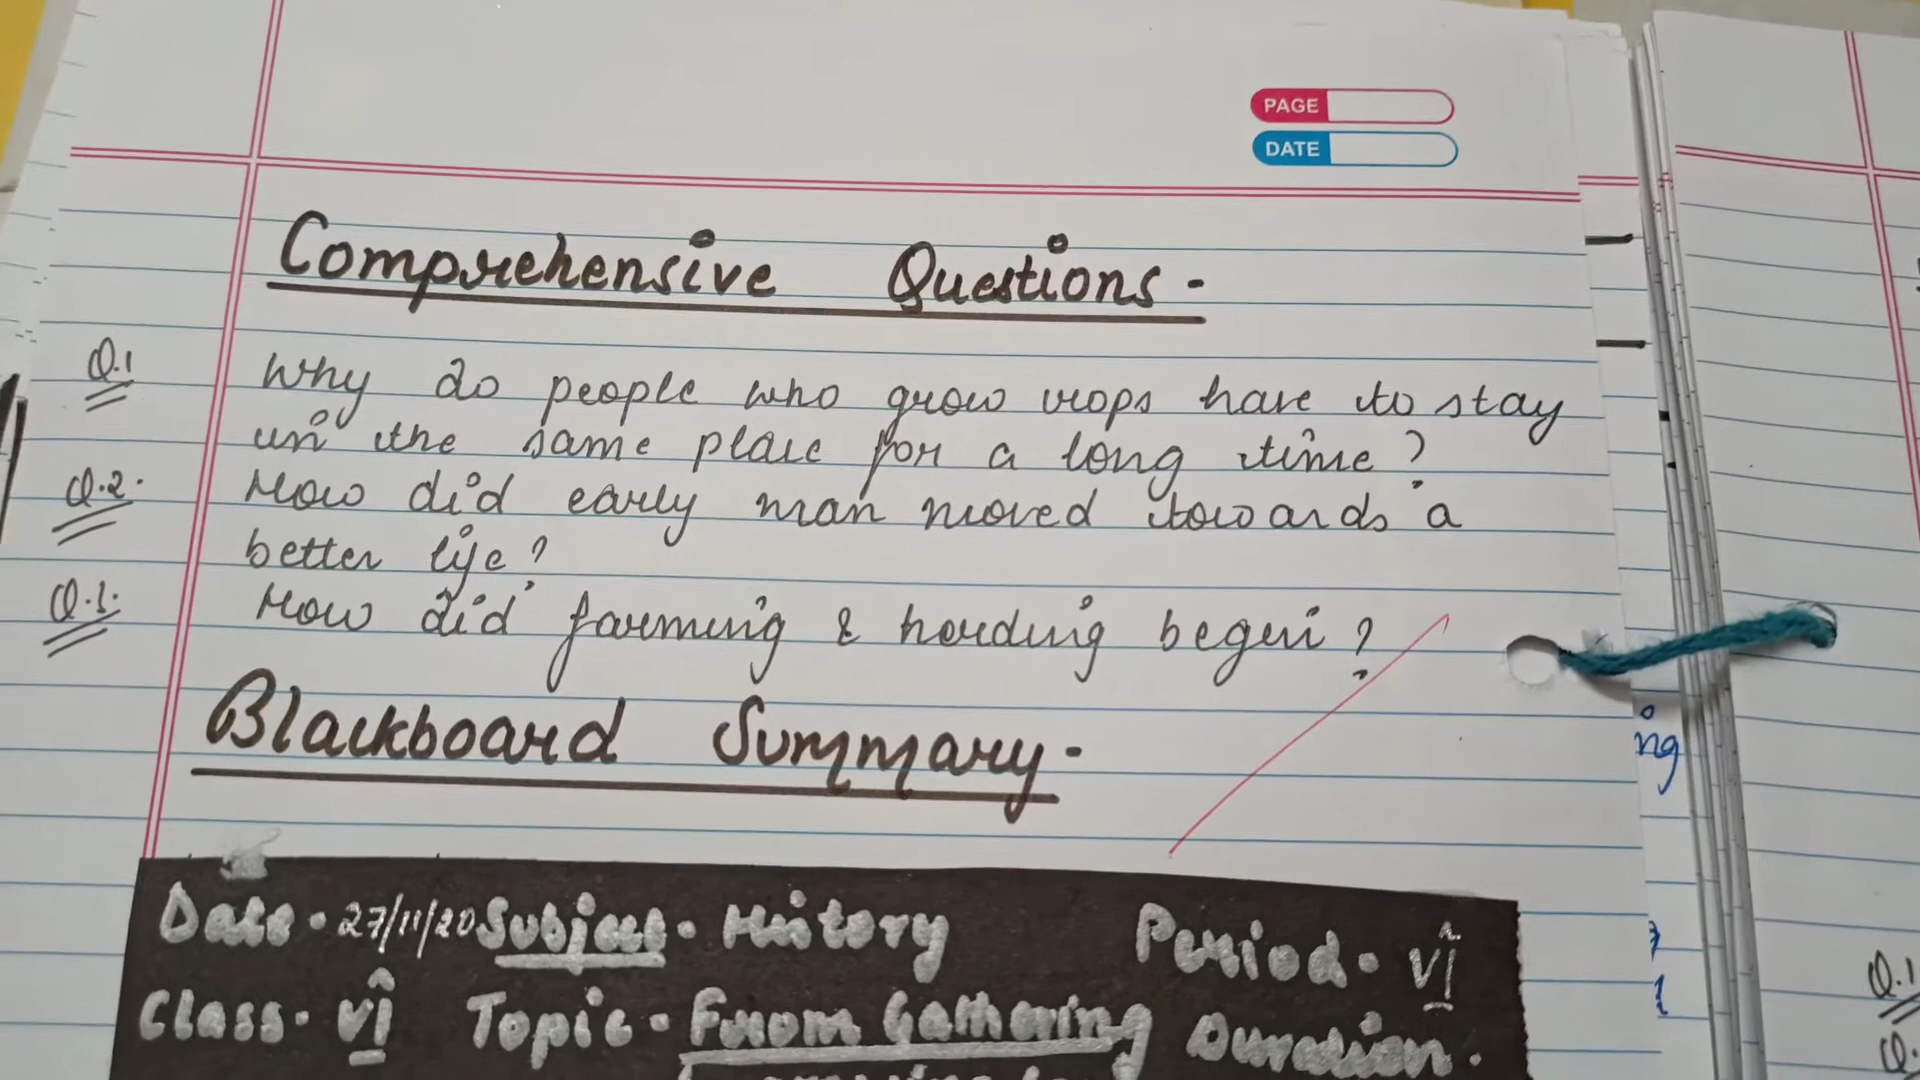 PAGE
DATE
Comprehensive Questions -
Q.1 Why do people who grow crops have to stay
in the same place for a long time?
Q.2. How did early man moved towards a
better life?
Q.3. How did farming & herding begin?
Blackboard Summary -
Date - 27/11/20 Subject - History Period - VI
Class - VI Topic - From Gathering Duration -
ng
Q.1
Q.